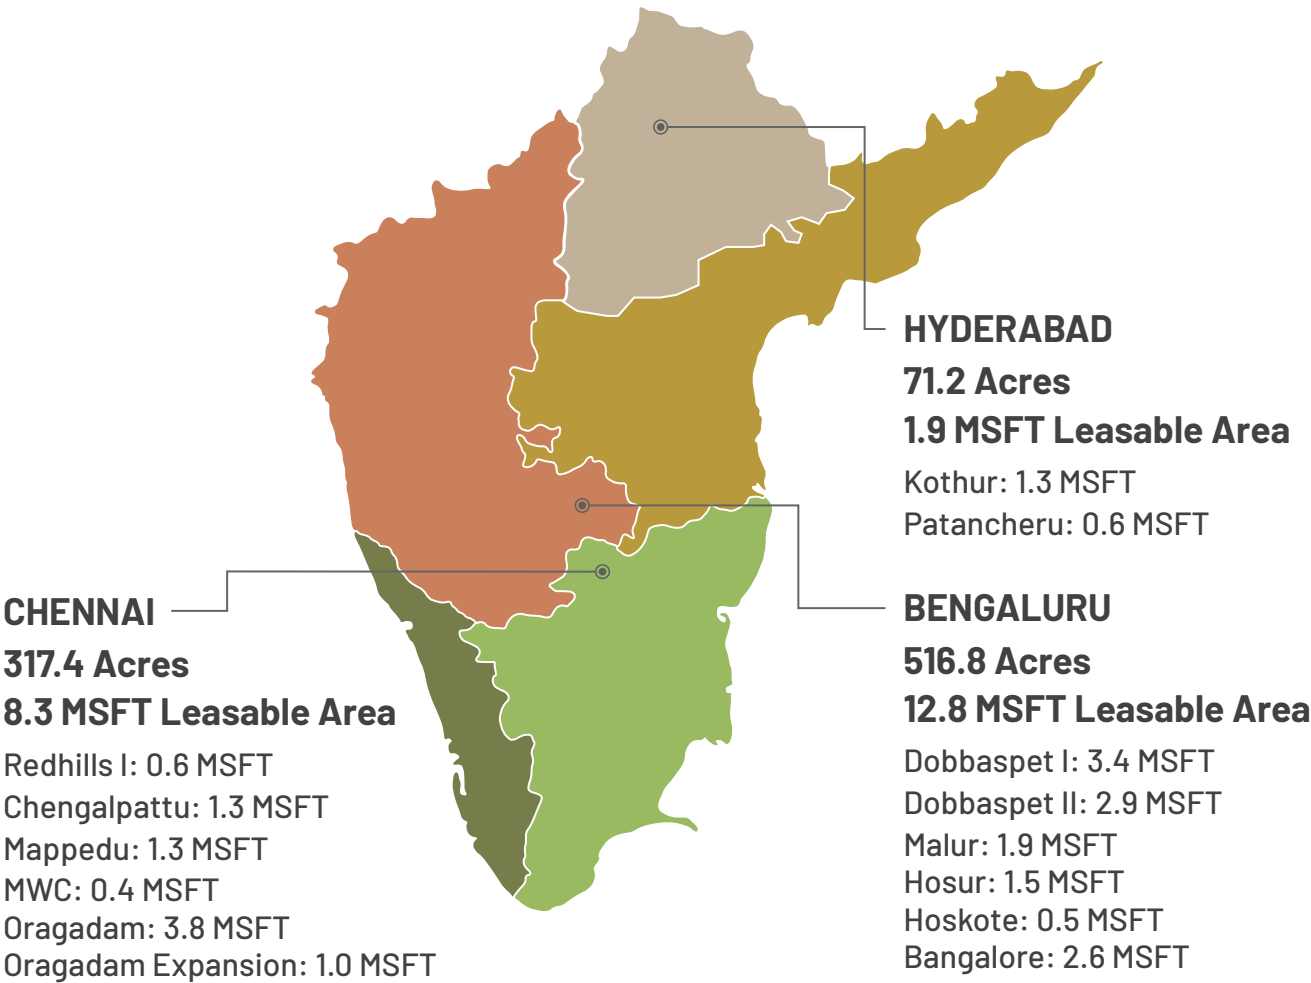 HYDERABAD
71.2 Acres
1.9 MSFT Leasable Area
Kothur: 1.3 MSFT
Patancheru: 0.6 MSFT
CHENNAI
317.4 Acres
8.3 MSFT Leasable Area
Redhills I: 0.6 MSFT
Chengalpattu: 1.3 MSFT
Mappedu: 1.3 MSFT
MWC: 0.4 MSFT
Oragadam: 3.8 MSFT
Oragadam Expansion: 1.0 MSFT
BENGALURU
516.8 Acres
12.8 MSFT Leasable Area
Dobbaspet I: 3.4 MSFT
Dobbaspet II: 2.9 MSFT
Malur: 1.9 MSFT
Hosur: 1.5 MSFT
Hoskote: 0.5 MSFT
Bangalore: 2.6 MSFT